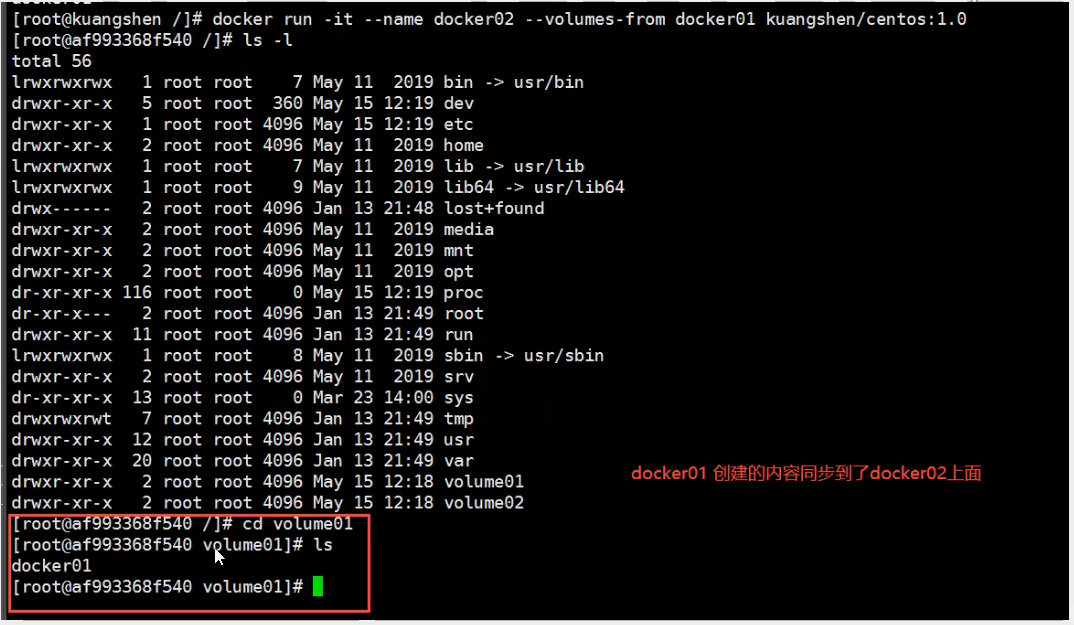 [root@kuangshen /]# docker run -it --name docker02 --volumes-from docker01 kuangshen/centos:1.0
[root@af993368f540 /]# ls -l
total 56
lrwxrwxrwx   1 root root    7 May 11  2019 bin -> usr/bin
drwxr-xr-x   5 root root  360 May 15 12:19 dev
drwxr-xr-x   1 root root 4096 May 15 12:19 etc
drwxr-xr-x   2 root root 4096 May 11  2019 home
lrwxrwxrwx   1 root root    7 May 11  2019 lib -> usr/lib
lrwxrwxrwx   1 root root    9 May 11  2019 lib64 -> usr/lib64
drwx------   2 root root 4096 Jan 13 21:48 lost+found
drwxr-xr-x   2 root root 4096 May 11  2019 media
drwxr-xr-x   2 root root 4096 May 11  2019 mnt
drwxr-xr-x   2 root root 4096 May 11  2019 opt
dr-xr-xr-x 116 root root    0 May 15 12:19 proc
dr-xr-x---   2 root root 4096 Jan 13 21:49 root
drwxr-xr-x  11 root root 4096 Jan 13 21:49 run
lrwxrwxrwx   1 root root    8 May 11  2019 sbin -> usr/sbin
drwxr-xr-x   2 root root 4096 May 11  2019 srv
dr-xr-xr-x  13 root root    0 Mar 23 14:00 sys
drwxrwxrwt   7 root root 4096 Jan 13 21:49 tmp
drwxr-xr-x  12 root root 4096 Jan 13 21:49 usr
drwxr-xr-x  20 root root 4096 Jan 13 21:49 var
docker01 创建的内容同步到了docker02上面
drwxr-xr-x   2 root root 4096 May 15 12:18 volume01
drwxr-xr-x   2 root root 4096 May 15 12:18 volume02
[root@af993368f540 /]# cd volume01
[root@af993368f540 volume01]# ls
docker01
[root@af993368f540 volume01]#